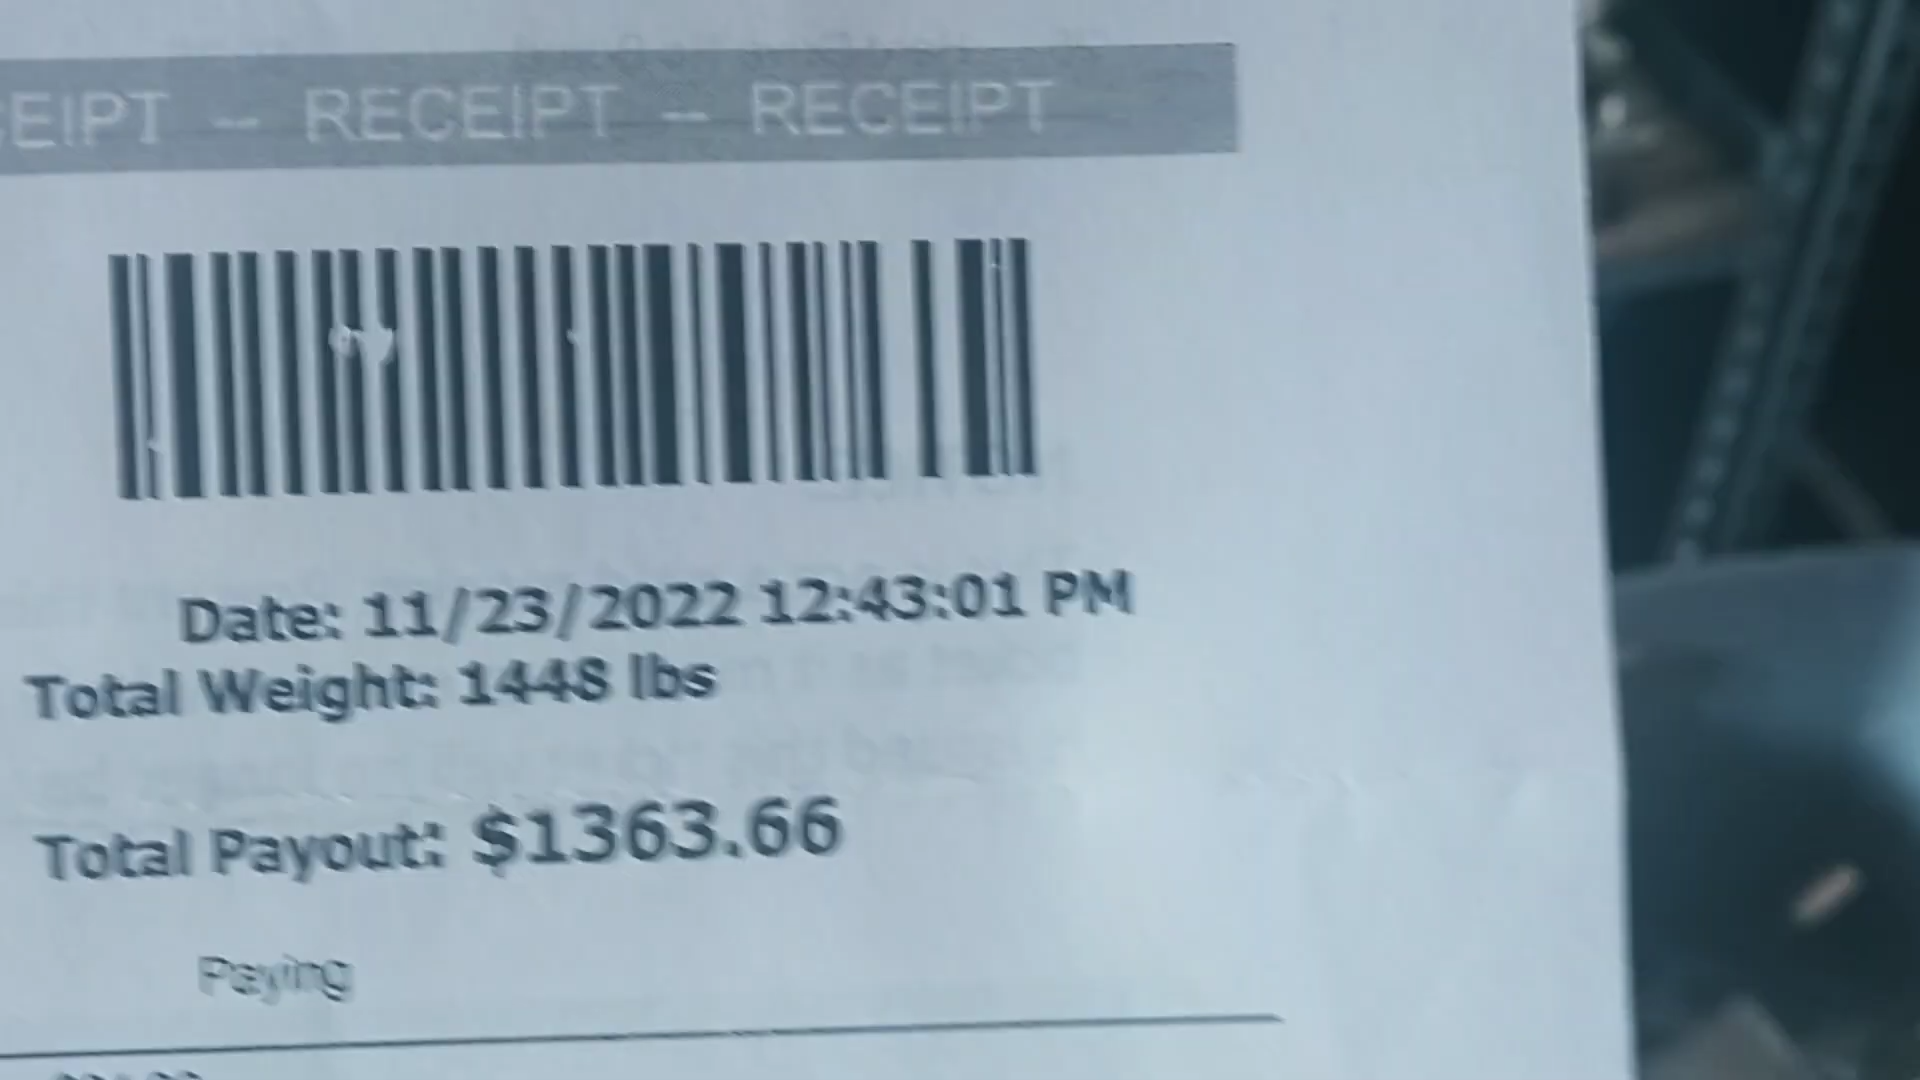 RECEIPT -- RECEIPT
Date: 11/23/2022 12:43:01 PM
Total Weight: 1448 lbs
Total Payout: $1363.66
Paying